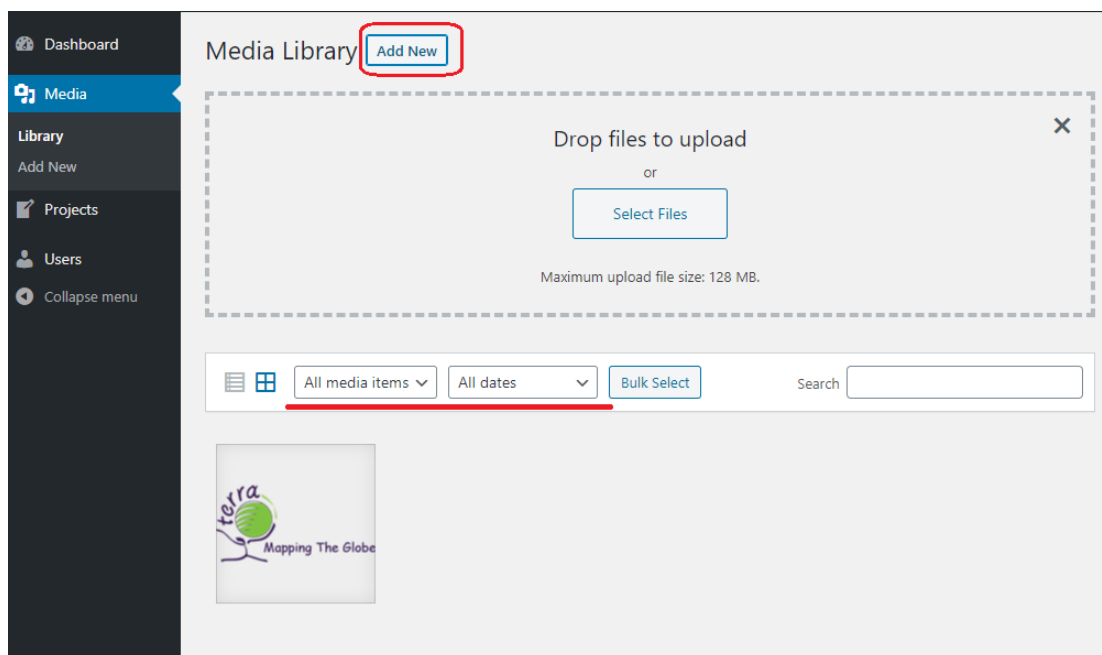 Dashboard
Media
Library
Add New
Projects
Users
Collapse menu
Media Library Add New
Drop files to upload
or
Select Files
Maximum upload file size: 128 MB.
All media items All dates Bulk Select Search
terra
Mapping The Globe